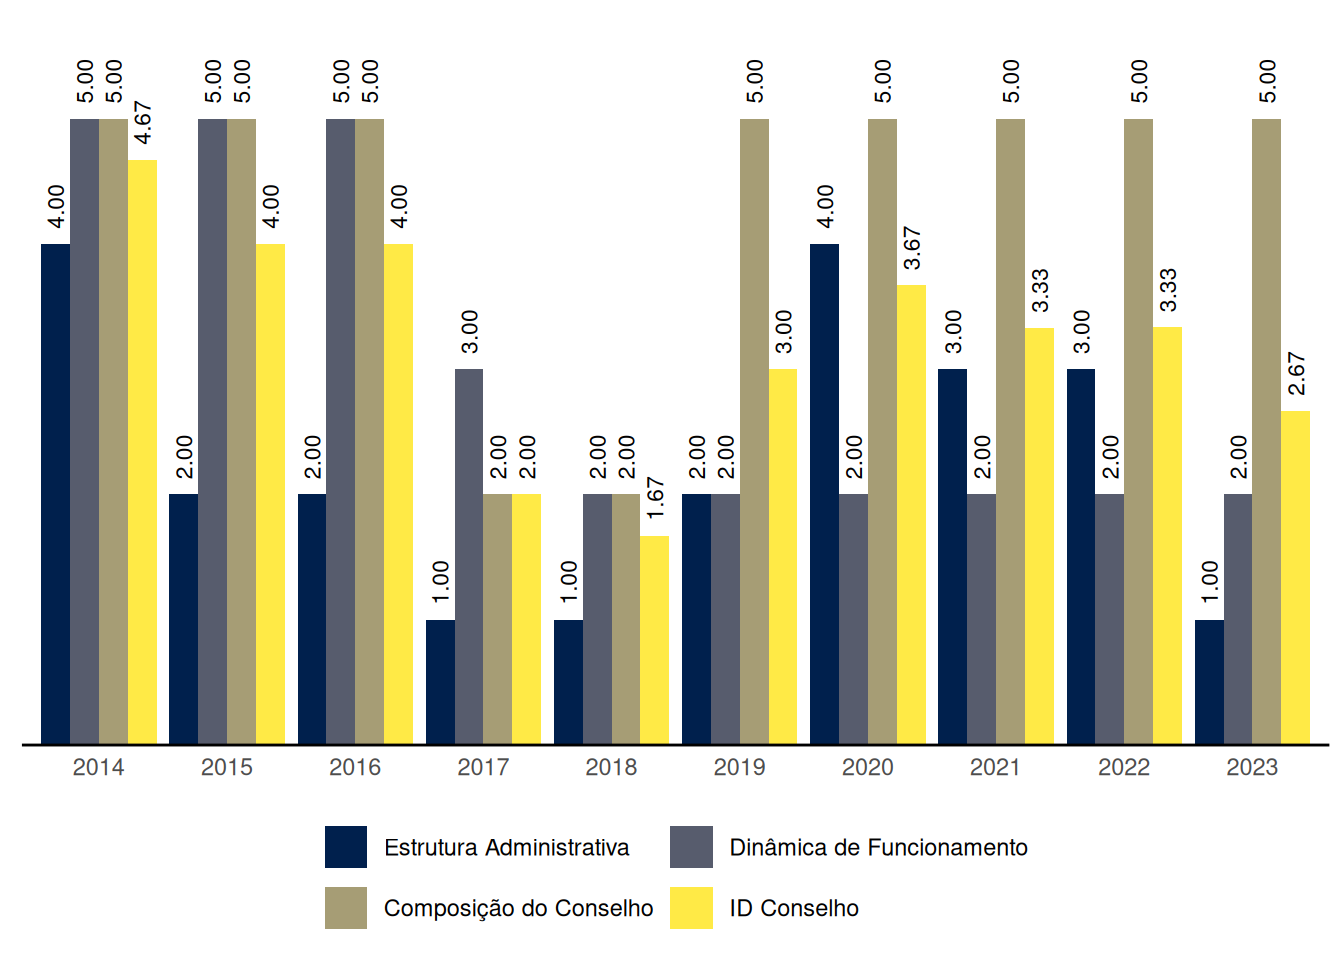 4.00 5.00 5.00 4.67
2.00 5.00 5.00 4.00
2.00 5.00 5.00 4.00
1.00 3.00 2.00 2.00
1.00 2.00 2.00 1.67
2.00 2.00 5.00 3.00
4.00 2.00 5.00 3.67
3.00 2.00 5.00 3.33
3.00 2.00 5.00 3.33
1.00 2.00 5.00 2.67
2014 2015 2016 2017 2018 2019 2020 2021 2022 2023
Estrutura Administrativa Dinâmica de Funcionamento
Composição do Conselho ID Conselho